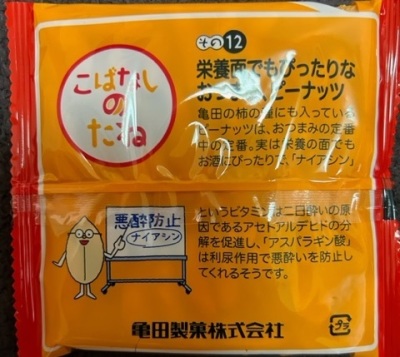 こばなし
の
たね
その12
栄養面でもぴったりな
おつまみピーナッツ
亀田の柿の種にも入っている
ピーナッツは、おつまみの定番
中の定番。実は栄養の面でも
お酒にぴったりで、「ナイアシン」
というビタミンは二日酔いの原
因であるアセトアルデヒドの分
解を促進し、「アスパラギン酸」
は利尿作用で悪酔いを防止し
てくれるそうです。
悪酔防止
ナイアシン
亀田製菓株式会社
プラ